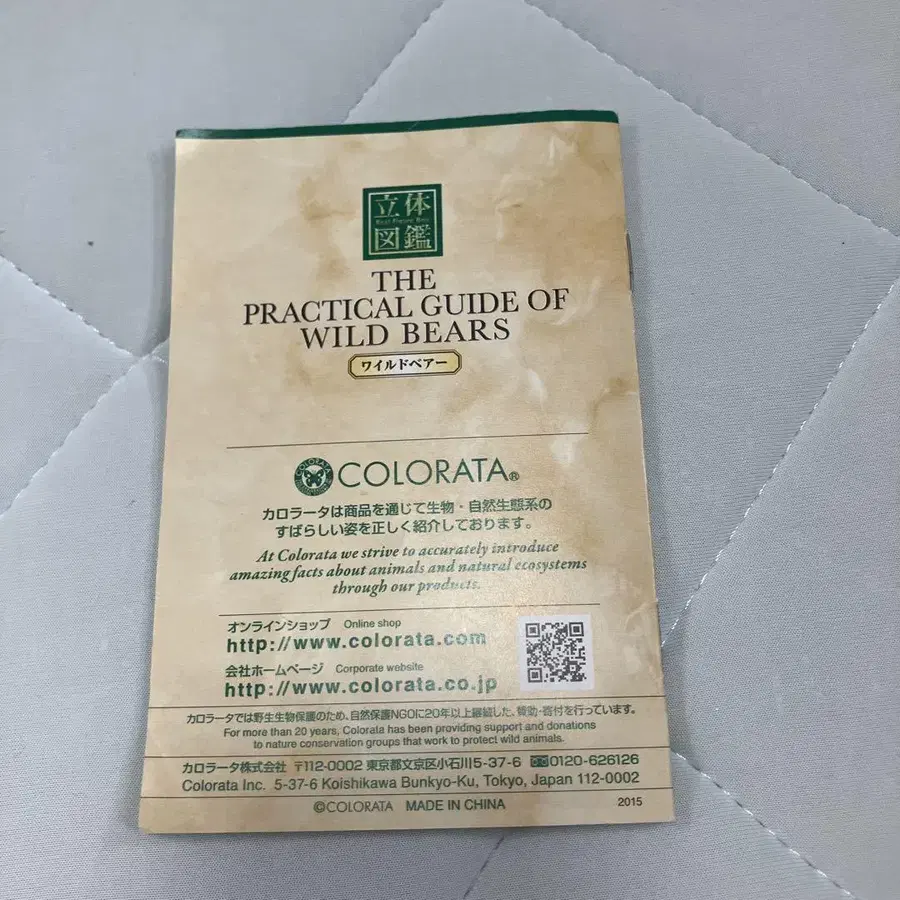 立体
Real Figure Box
図鑑
THE
PRACTICAL GUIDE OF
WILD BEARS
ワイルドベアー
COLORATA
COLORATA®
カロラータは商品を通じて生物・自然生態系の
すばらしい姿を正しく紹介しております。
At Colorata we strive to accurately introduce
amazing facts about animals and natural ecosystems
through our products.
オンラインショップ Online shop
http://www.colorata.com
会社ホームページ Corporate website
http://www.colorata.co.jp
カロラータでは野生生物保護のため、自然保護NGOに20年以上継続した、賛助・寄付を行っています。
For more than 20 years, Colorata has been providing support and donations
to nature conservation groups that work to protect wild animals.
カロラータ株式会社 〒112-0002 東京都文京区小石川5-37-6 0120-626126
Colorata Inc. 5-37-6 Koishikawa Bunkyo-Ku, Tokyo, Japan 112-0002
©COLORATA MADE IN CHINA 2015